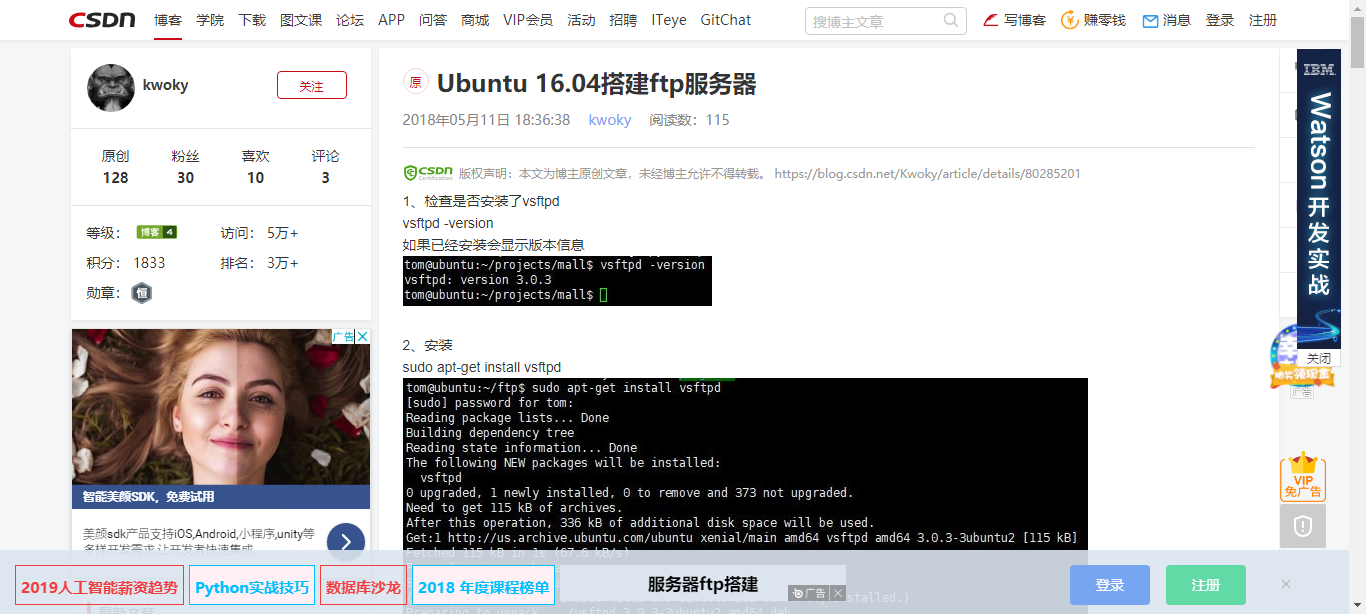 CSDN 博客 学院 下载 图文课 论坛 APP 问答 商城 VIP会员 活动 招聘 ITeye GitChat 搜博主文章 写博客 赚零钱 消息 登录 注册
kwoky 关注
原创 粉丝 喜欢 评论
128 30 10 3
等级： 博客 4 访问： 5万+
积分： 1833 排名： 3万+
勋章： 恒
广告
智能美颜SDK，免费试用
美颜sdk产品支持iOS,Android,小程序,unity等
多样开发需求,让开发者快速集成
原 Ubuntu 16.04搭建ftp服务器
2018年05月11日 18:36:38 kwoky 阅读数：115
CSDN Certification 版权声明：本文为博主原创文章，未经博主允许不得转载。 https://blog.csdn.net/Kwoky/article/details/80285201
1、检查是否安装了vsftpd
vsftpd -version
如果已经安装会显示版本信息
tom@ubuntu:~/projects/mall$ vsftpd -version
vsftpd: version 3.0.3
tom@ubuntu:~/projects/mall$
2、安装
sudo apt-get install vsftpd
tom@ubuntu:~/ftp$ sudo apt-get install vsftpd
[sudo] password for tom:
Reading package lists... Done
Building dependency tree
Reading state information... Done
The following NEW packages will be installed:
vsftpd
0 upgraded, 1 newly installed, 0 to remove and 373 not upgraded.
Need to get 115 kB of archives.
After this operation, 336 kB of additional disk space will be used.
Get:1 http://us.archive.ubuntu.com/ubuntu xenial/main amd64 vsftpd amd64 3.0.3-3ubuntu2 [115 kB]
Fetched 115 kB in 1s (67.6 kB/s)
IBM
Watson 开发实战
关闭
抽奖领现金
广告
VIP
免广告
2019人工智能薪资趋势 Python实战技巧 数据库沙龙 2018 年度课程榜单 服务器ftp搭建 广告 登录 注册
最新文章